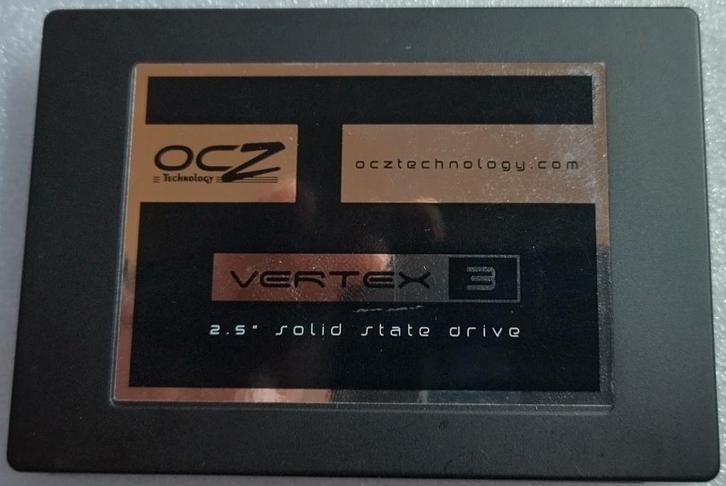 OCZ
Technology
ocztechnology.com
VERTEX 3
2.5" solid state drive